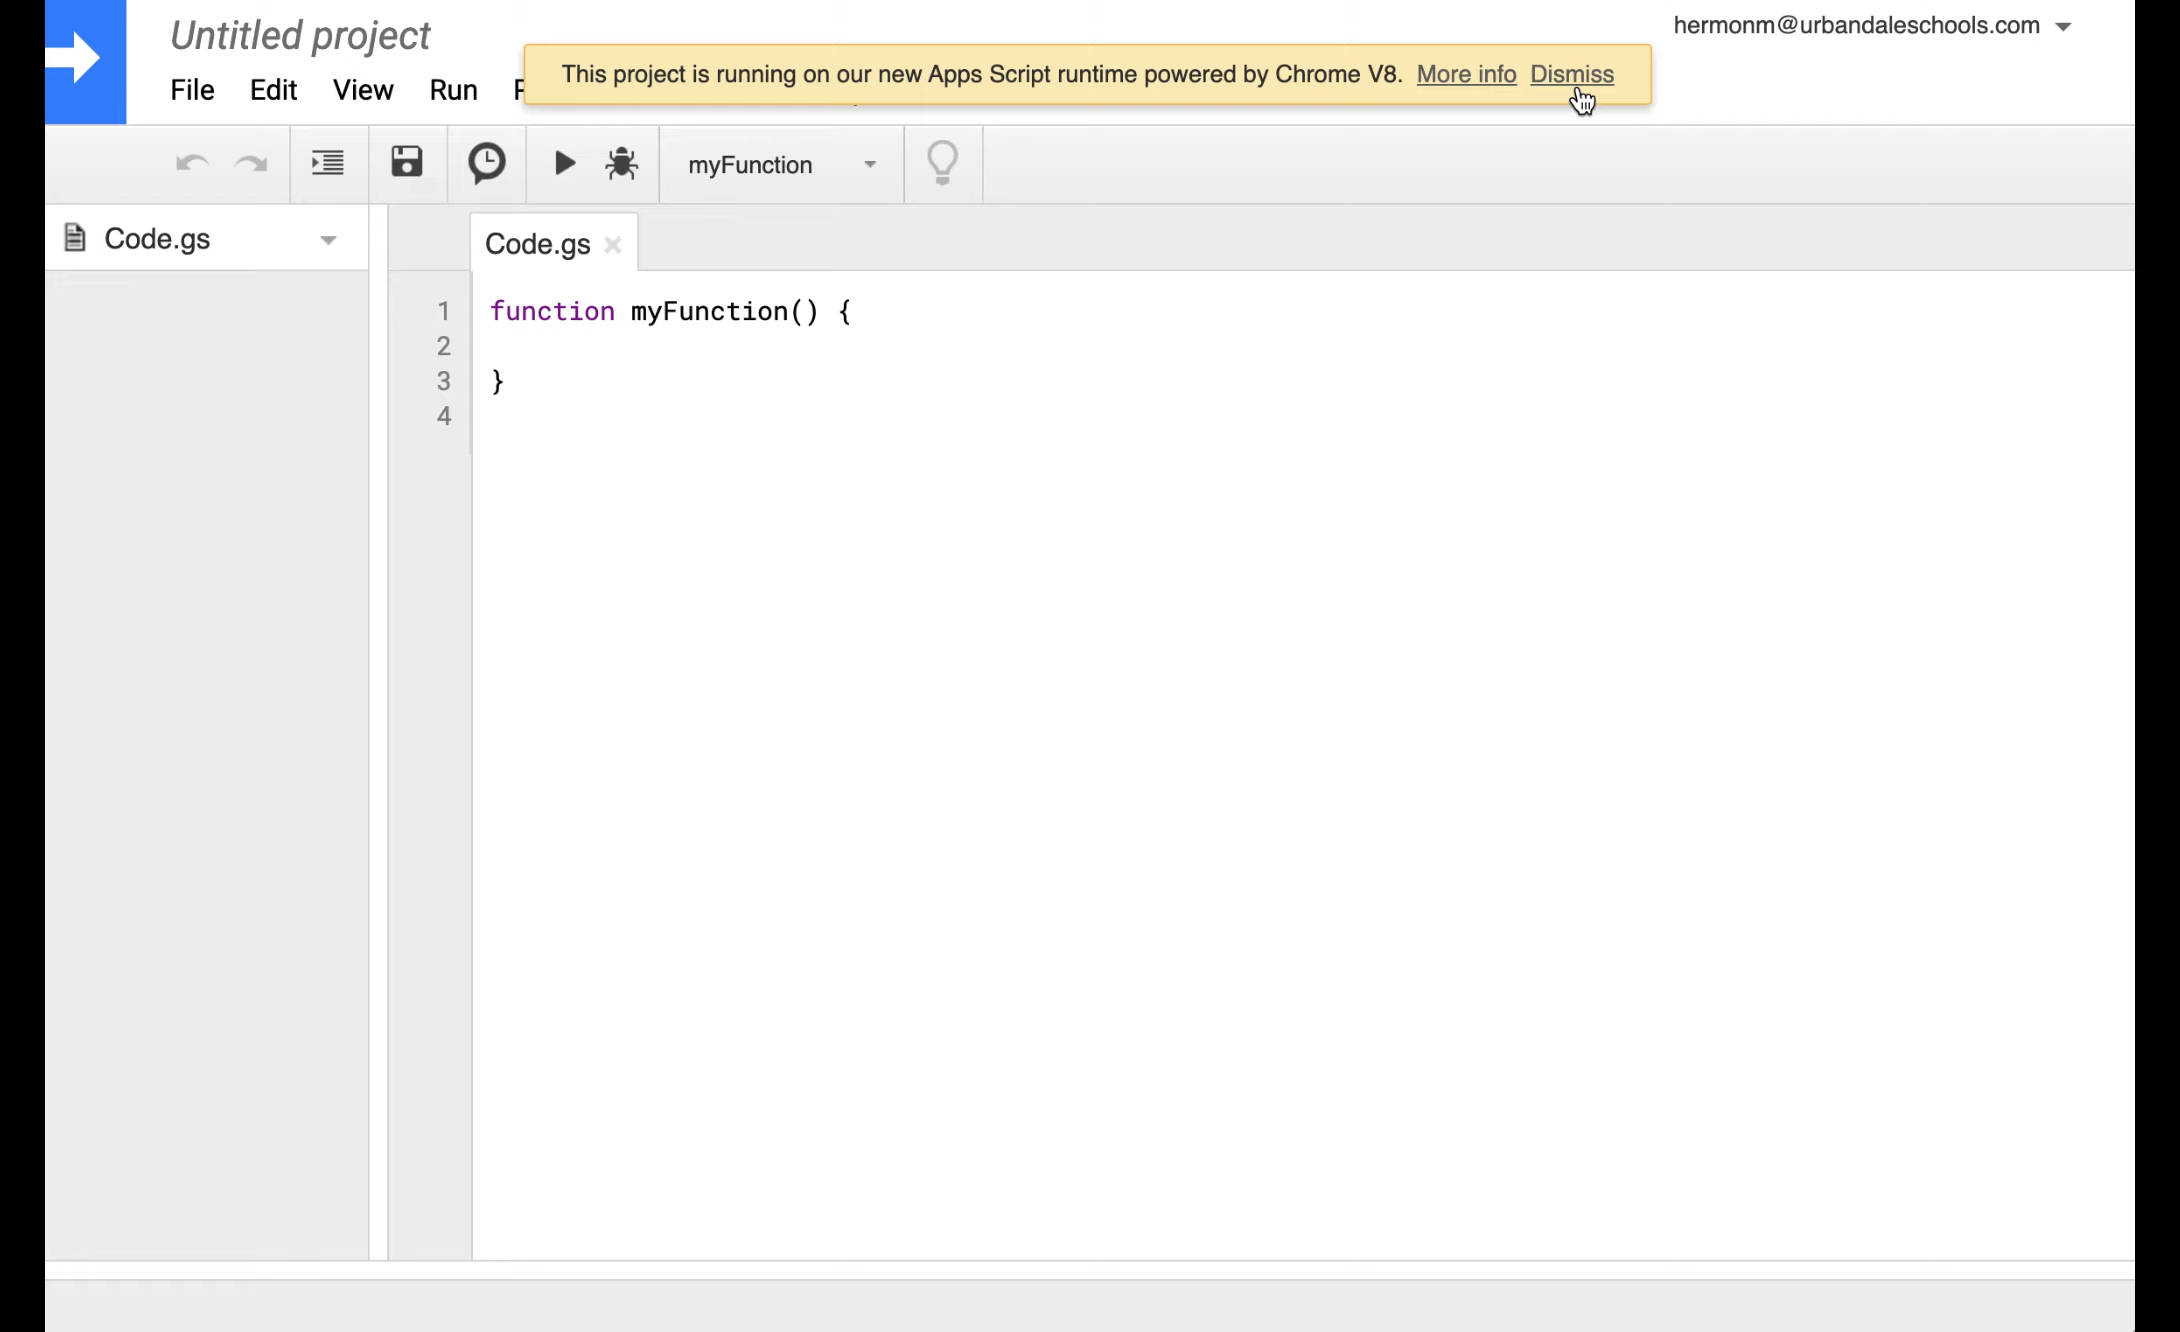 Untitled project
hermonm@urbandaleschools.com
This project is running on our new Apps Script runtime powered by Chrome V8. More info Dismiss
File Edit View Run
myFunction
Code.gs
Code.gs
1 function myFunction() {
2
3 }
4